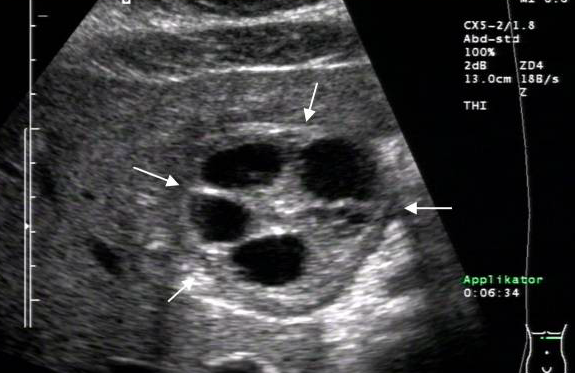 CX5-2/1.8
Abd-std
100%
2dB ZD4
13.0cm 18B/s
Z
THI
Applikator
0:06:34